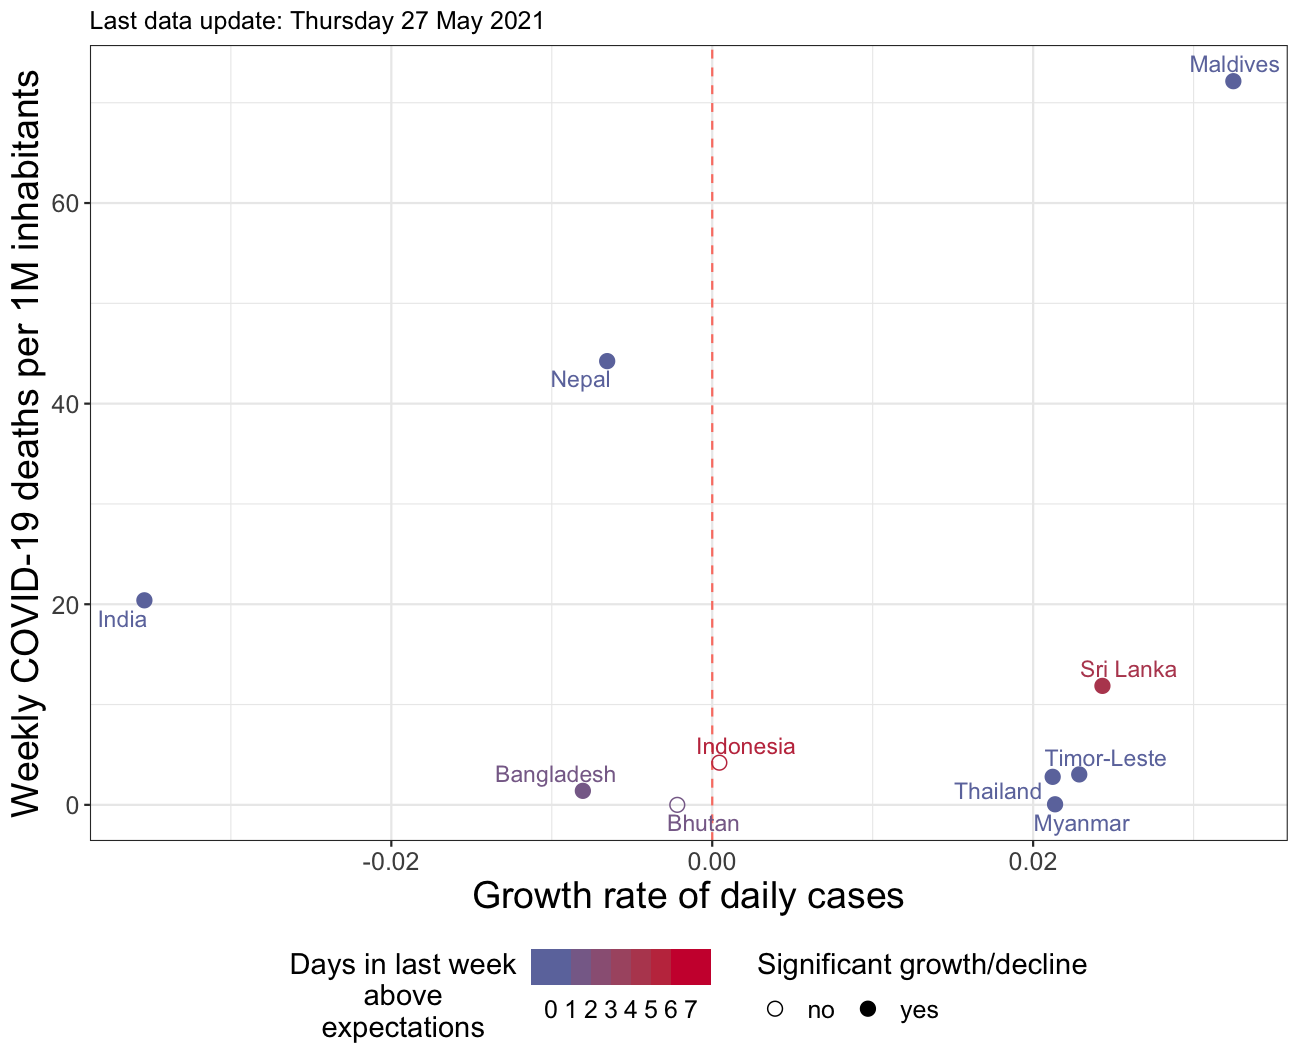 Last data update: Thursday 27 May 2021
Weekly COVID-19 deaths per 1M inhabitants
60
40
20
0
Maldives
Nepal
India
Sri Lanka
Indonesia
Timor-Leste
Bangladesh
Thailand
Bhutan
Myanmar
-0.02 0.00 0.02
Growth rate of daily cases
Days in last week
above
expectations
0 1 2 3 4 5 6 7
Significant growth/decline
no yes